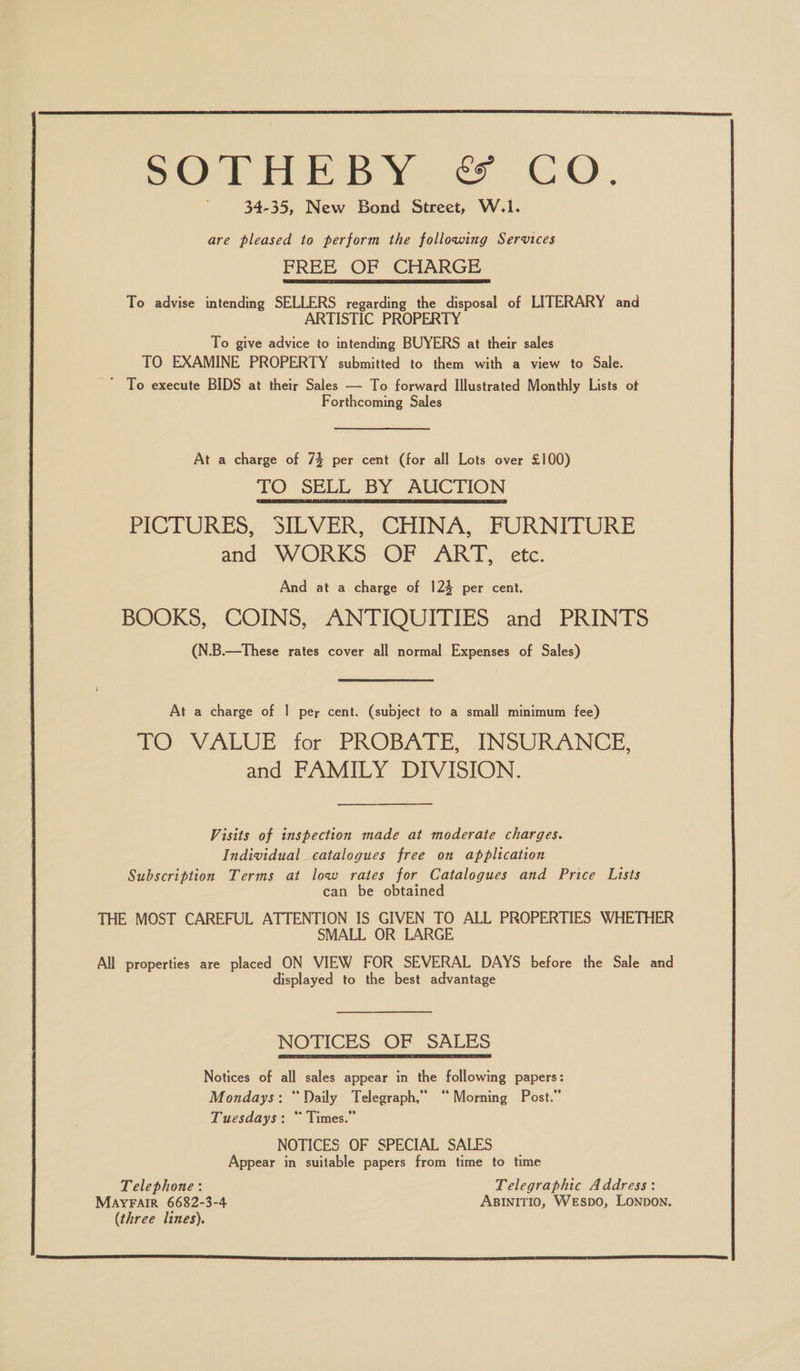 SOTHEBY & CO.
34-35, New Bond Street, W.1.
are pleased to perform the following Services
FREE OF CHARGE
To advise intending SELLERS regarding the disposal of LITERARY and
ARTISTIC PROPERTY
To give advice to intending BUYERS at their sales
TO EXAMINE PROPERTY submitted to them with a view to Sale.
To execute BIDS at their Sales — To forward Illustrated Monthly Lists of
Forthcoming Sales
At a charge of 7½ per cent (for all Lots over £100)
TO SELL BY AUCTION
PICTURES, SILVER, CHINA, FURNITURE
and WORKS OF ART, etc.
And at a charge of 12½ per cent.
BOOKS, COINS, ANTIQUITIES and PRINTS
(N.B.—These rates cover all normal Expenses of Sales)
At a charge of 1 per cent. (subject to a small minimum fee)
TO VALUE for PROBATE, INSURANCE,
and FAMILY DIVISION.
Visits of inspection made at moderate charges.
Individual catalogues free on application
Subscription Terms at low rates for Catalogues and Price Lists
can be obtained
THE MOST CAREFUL ATTENTION IS GIVEN TO ALL PROPERTIES WHETHER
SMALL OR LARGE
All properties are placed ON VIEW FOR SEVERAL DAYS before the Sale and
displayed to the best advantage
NOTICES OF SALES
Notices of all sales appear in the following papers:
Mondays: “Daily Telegraph,” “Morning Post.”
Tuesdays: “Times.”
NOTICES OF SPECIAL SALES
Appear in suitable papers from time to time
Telephone:
MAYFAIR 6682-3-4
(three lines).
Telegraphic Address:
ABINITIO, WESDO, LONDON.